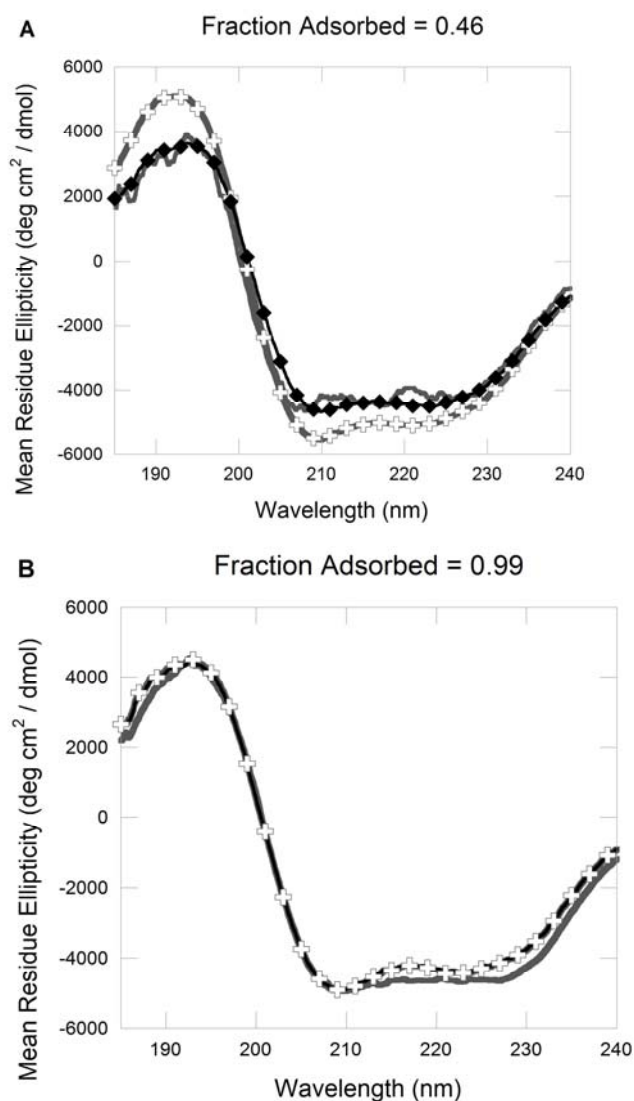 A
Fraction Adsorbed = 0.46
Mean Residue Ellipticity (deg cm² / dmol)
6000
4000
2000
0
-2000
-4000
-6000
190 200 210 220 230 240
Wavelength (nm)
B
Fraction Adsorbed = 0.99
Mean Residue Ellipticity (deg cm² / dmol)
6000
4000
2000
0
-2000
-4000
-6000
190 200 210 220 230 240
Wavelength (nm)